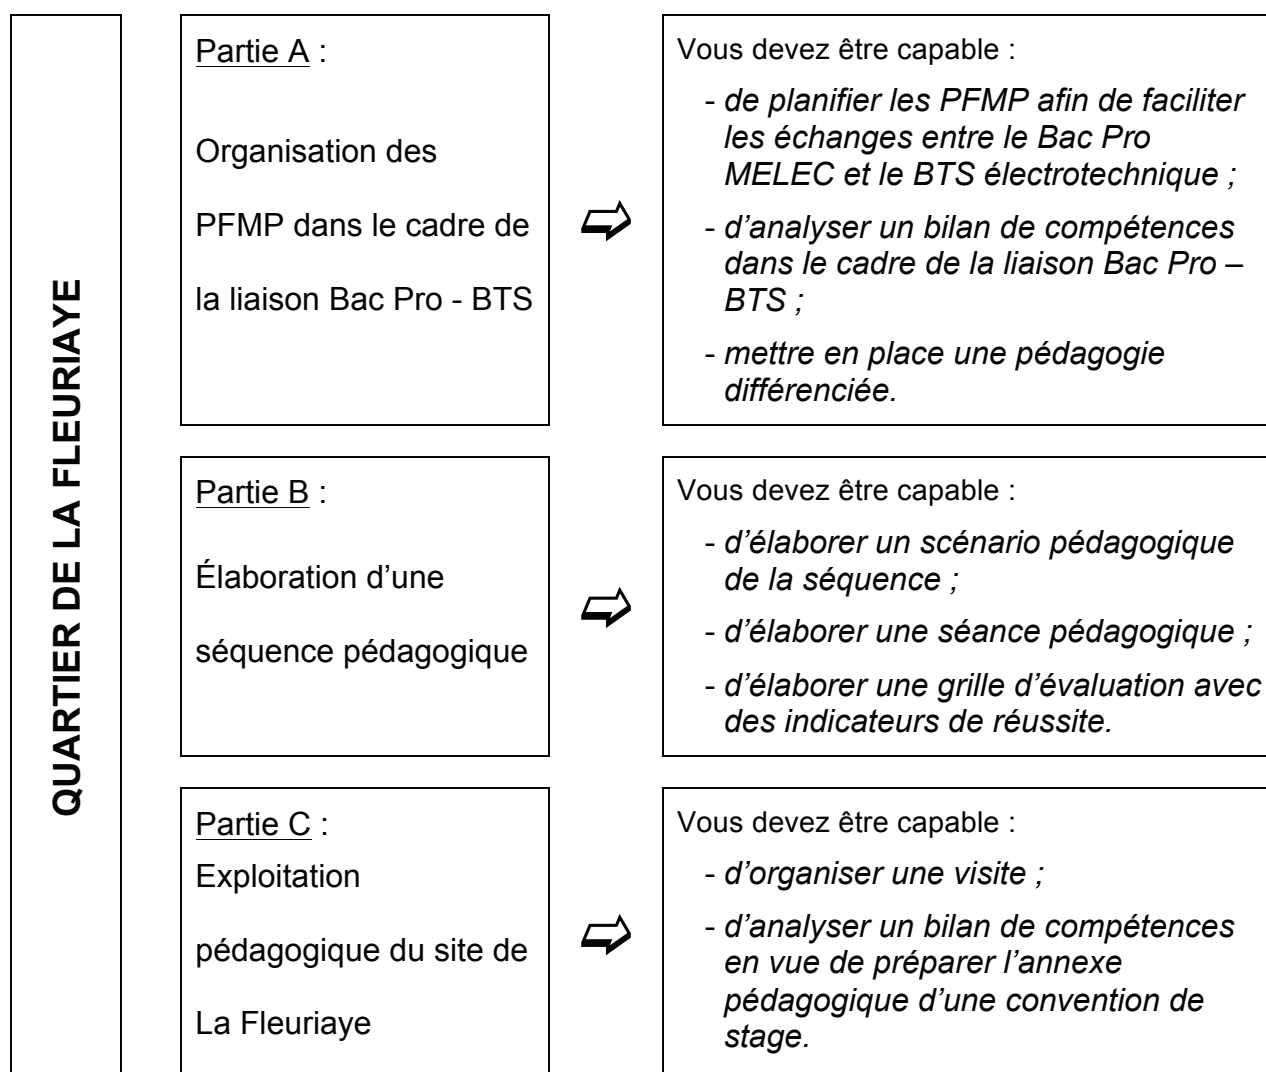 QUARTIER DE LA FLEURIAYE
Partie A :
Organisation des
PFMP dans le cadre de
la liaison Bac Pro - BTS
Vous devez être capable :
- de planifier les PFMP afin de faciliter
les échanges entre le Bac Pro
MELEC et le BTS électrotechnique ;
- d’analyser un bilan de compétences
dans le cadre de la liaison Bac Pro –
BTS ;
- mettre en place une pédagogie
différenciée.
Partie B :
Élaboration d’une
séquence pédagogique
Vous devez être capable :
- d’élaborer un scénario pédagogique
de la séquence ;
- d’élaborer une séance pédagogique ;
- d’élaborer une grille d’évaluation avec
des indicateurs de réussite.
Partie C :
Exploitation
pédagogique du site de
La Fleuriaye
Vous devez être capable :
- d’organiser une visite ;
- d’analyser un bilan de compétences
en vue de préparer l’annexe
pédagogique d’une convention de
stage.